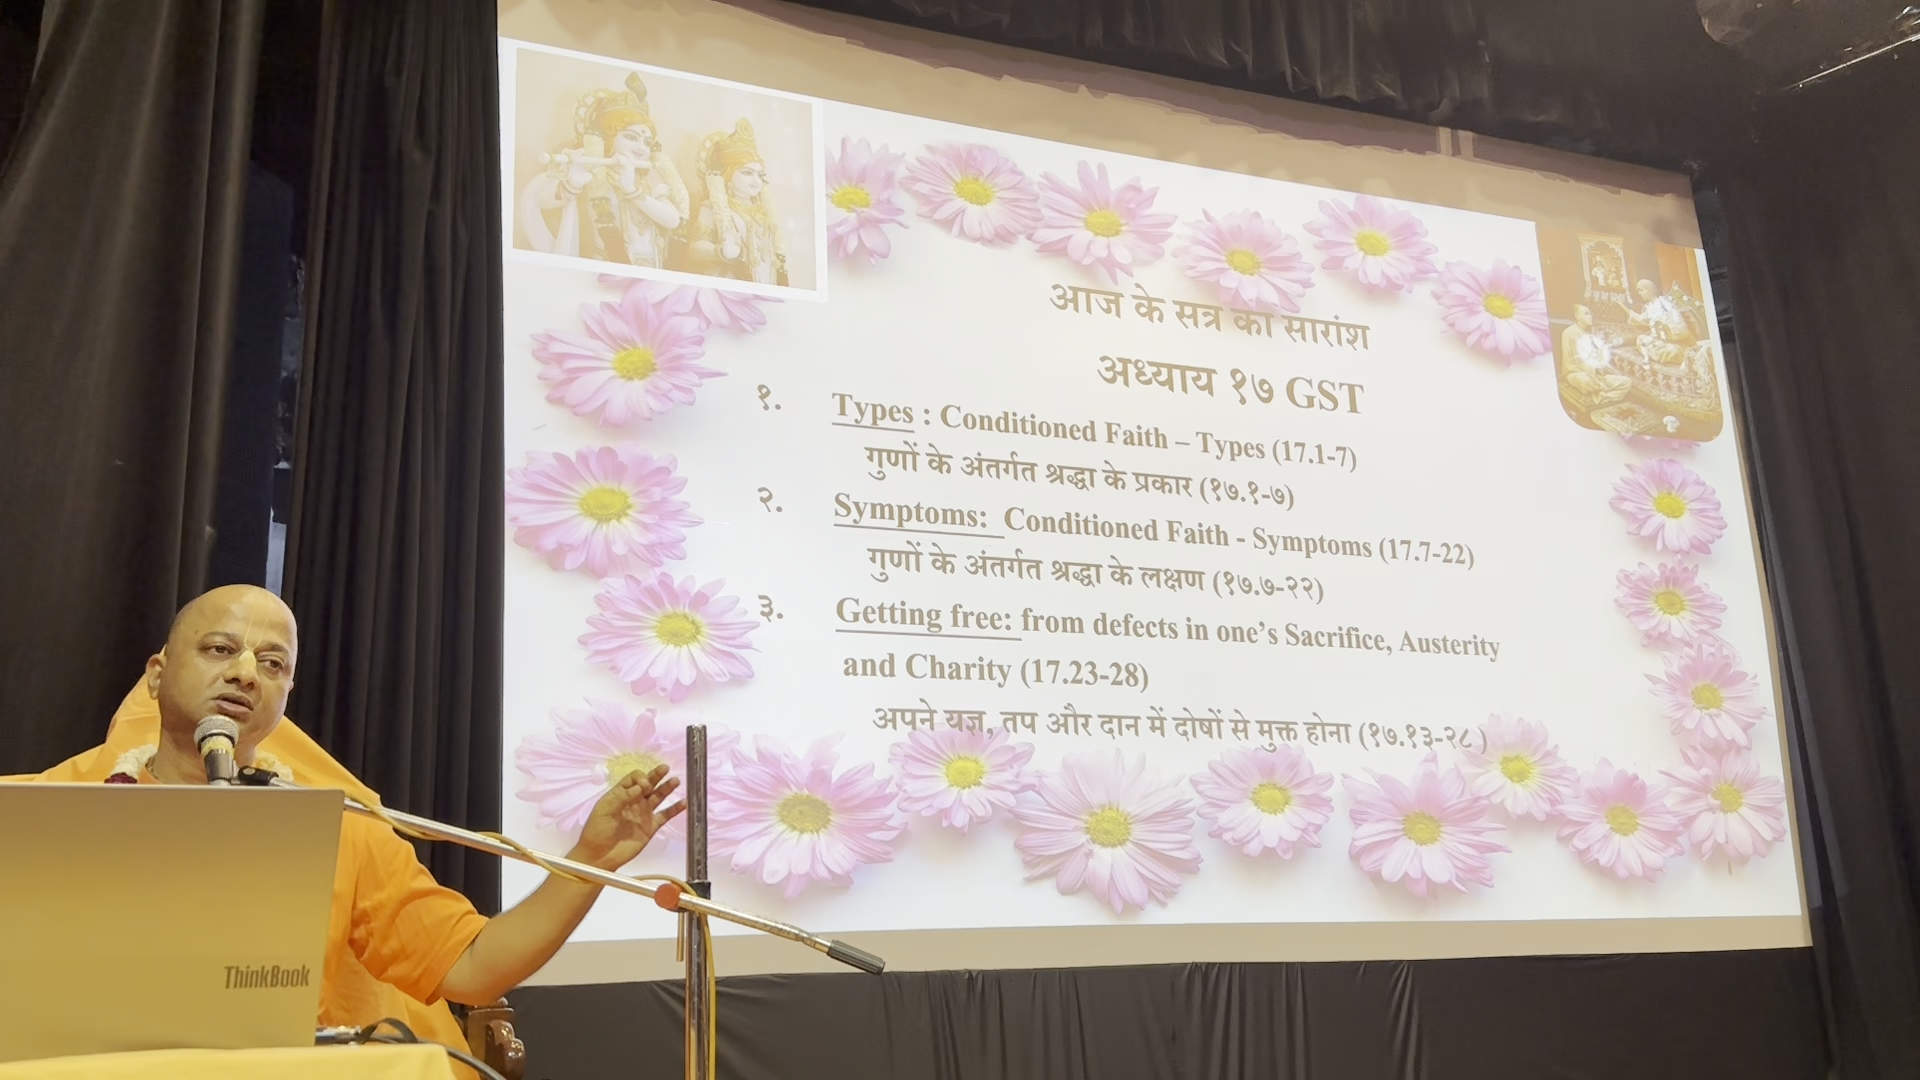 आज के सत्र का सारांश
अध्याय १७ GST
१. Types : Conditioned Faith – Types (17.1-7)
गुणों के अंतर्गत श्रद्धा के प्रकार (१७.१-७)
२. Symptoms: Conditioned Faith - Symptoms (17.7-22)
गुणों के अंतर्गत श्रद्धा के लक्षण (१७.७-२२)
३. Getting free: from defects in one’s Sacrifice, Austerity
and Charity (17.23-28)
अपने यज्ञ, तप और दान में दोषों से मुक्त होना (१७.१३-२८)
ThinkBook